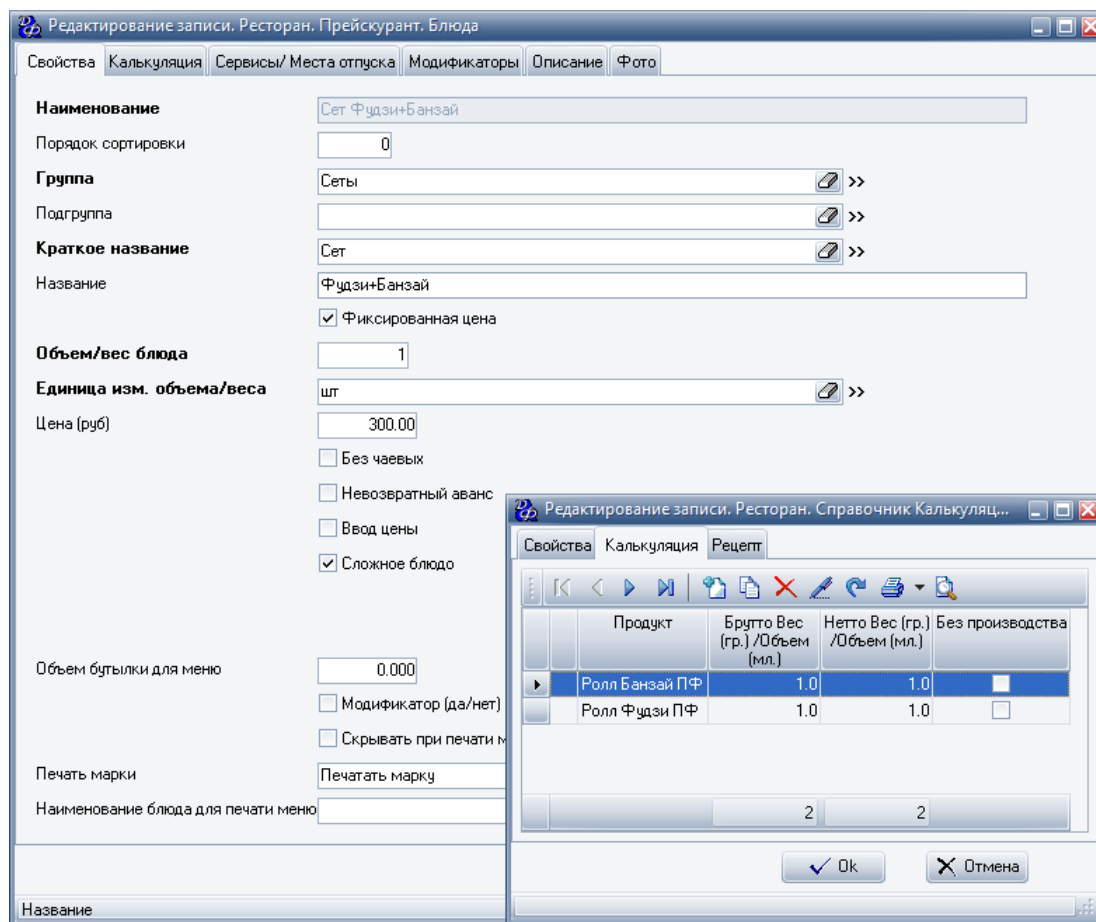 Редактирование записи. Ресторан. Прейскурант. Блюда
Свойства Калькуляция Сервисы/ Места отпуска Модификаторы Описание Фото
Наименование Сет Фудзи+Банзай
Порядок сортировки 0
Группа Сеты >>
Подгруппа >>
Краткое название Сет >>
Название Фудзи+Банзай
Фиксированная цена
Объем/вес блюда 1
Единица изм. объема/веса шт >>
Цена (руб) 300.00
Без чаевых
Невозвратный аванс
Ввод цены
Сложное блюдо
Объем бутылки для меню 0.000
Модификатор (да/нет)
Скрывать при печати м
Печать марки Печатать марку
Наименование блюда для печати меню
Название
Редактирование записи. Ресторан. Справочник Калькуляц...
Свойства Калькуляция Рецепт
Продукт Брутто Вес Нетто Вес (гр.) Без производства
(гр.) /Объем /Объем (мл.)
(мл.)
Ролл Банзай ПФ 1.0 1.0
Ролл Фудзи ПФ 1.0 1.0
2 2
Ok Отмена